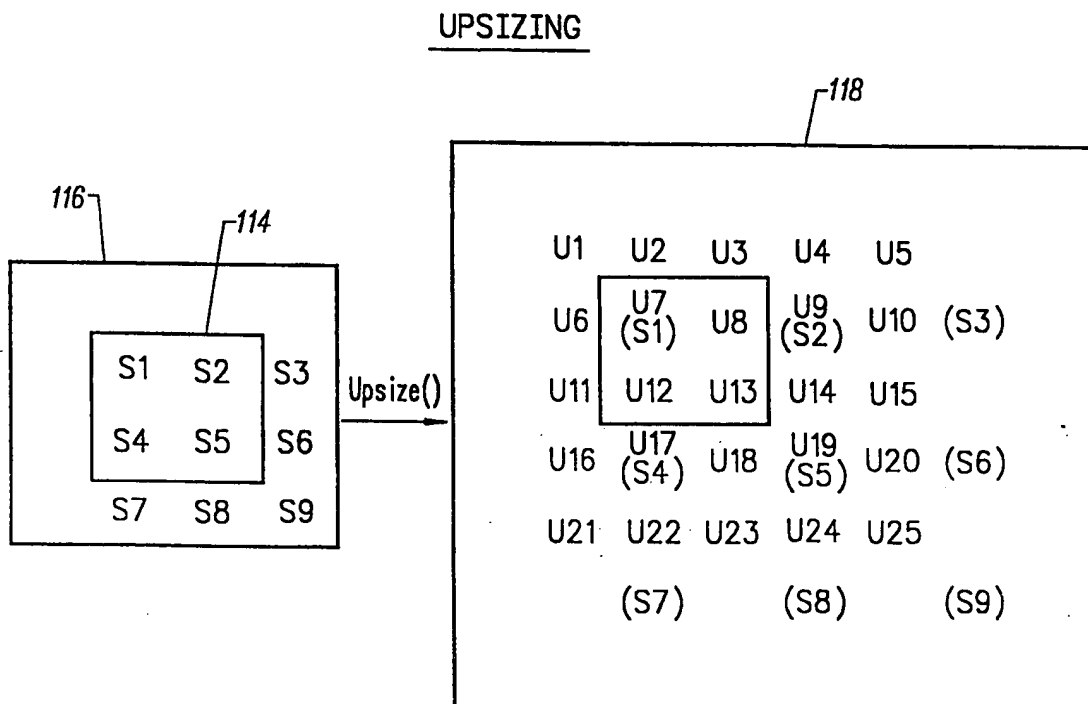 UPSIZING
118
116
114
S1 S2 S3
S4 S5 S6
S7 S8 S9
Upsize()
U1 U2 U3 U4 U5
U6 U7 U8 U9 U10 (S3)
(S1) (S2)
U11 U12 U13 U14 U15
U16 U17 U18 U19 U20 (S6)
(S4) (S5)
U21 U22 U23 U24 U25
(S7) (S8) (S9)